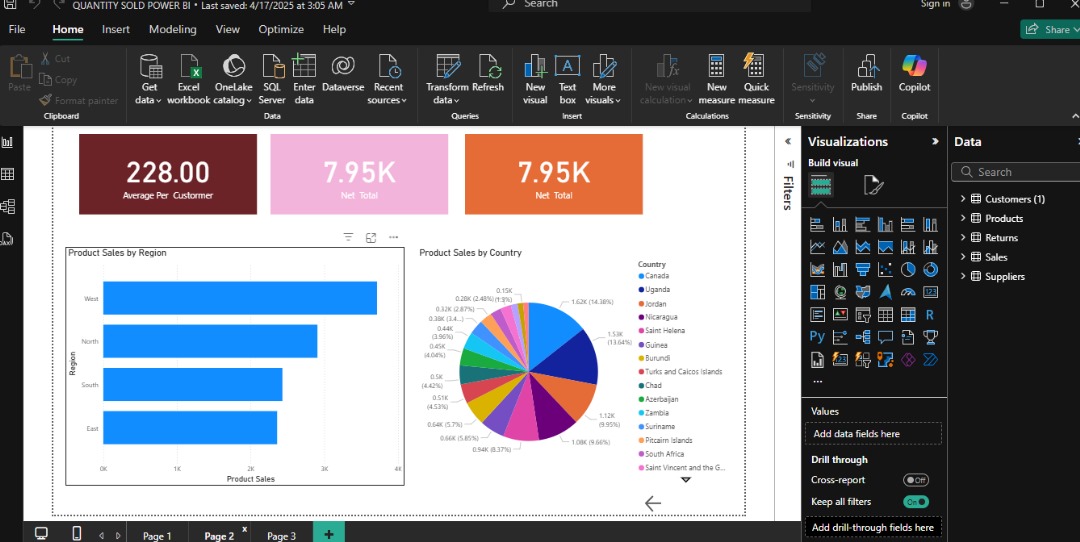 QUANTITY SOLD POWER BI • Last saved: 4/17/2025 at 3:05 AM
Search
Sign in
File Home Insert Modeling View Optimize Help
Share
Paste
Cut
Copy
Format painter
Get data
Excel workbook
OneLake catalog
SQL Server
Enter data
Dataverse
Recent sources
Transform data
Refresh
New visual
Text box
More visuals
New visual calculation
New measure
Quick measure
Sensitivity
Publish
Copilot
Clipboard
Data
Queries
Insert
Calculations
Sensitivity
Share
Copilot
228.00
Average Per Custormer
7.95K
Net Total
7.95K
Net Total
Product Sales by Region
West
North
South
East
Region
0K 1K 2K 3K 4K
Product Sales
Product Sales by Country
1.62K (14.38%)
1.53K (13.64%)
1.12K (9.95%)
1.08K (9.66%)
0.94K (8.37%)
0.66K (5.85%)
0.64K (5.7%)
0.51K (4.53%)
0.5K (4.42%)
0.45K (4.04%)
0.44K (3.96%)
0.38K (3.4...)
0.32K (2.87%)
0.28K (2.48%)
0.15K (1.3%)
Country
Canada
Uganda
Jordan
Nicaragua
Saint Helena
Guinea
Burundi
Turks and Caicos Islands
Chad
Azerbaijan
Zambia
Suriname
Pitcairn Islands
South Africa
Saint Vincent and the G...
Filters
Visualizations
Build visual
R
Py
123
...
Values
Add data fields here
Drill through
Cross-report
Off
Keep all filters
On
Add drill-through fields here
Data
Search
Customers (1)
Products
Returns
Sales
Suppliers
Page 1
Page 2
Page 3